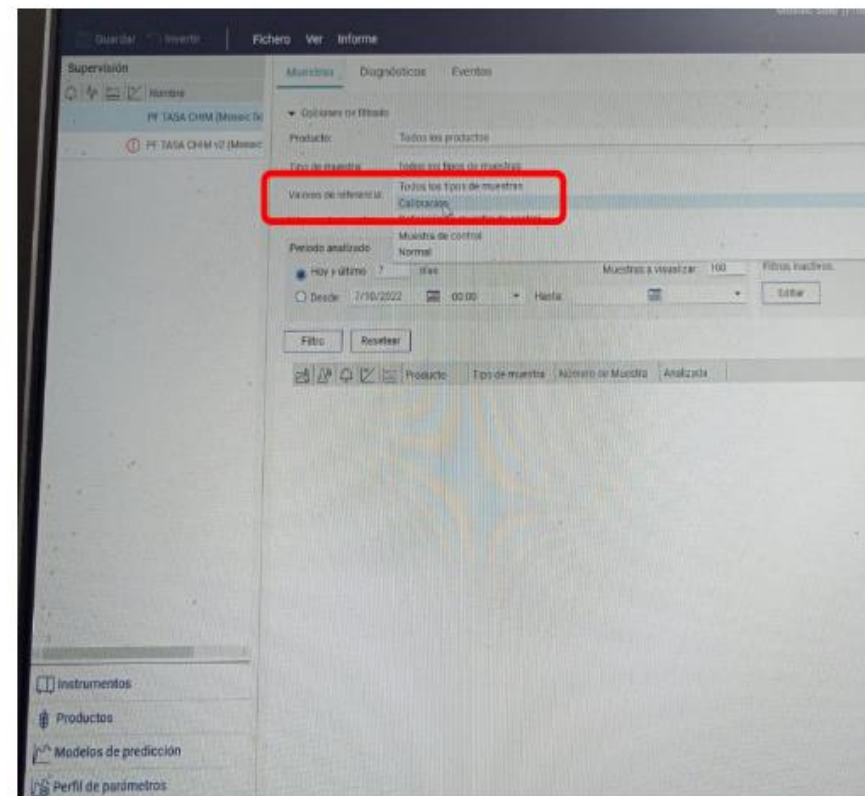 Guardar Invertir Fichero Ver Informe
Supervisión
Nombre
PF TASA CHIM (Mosaic So
PF TASA CHIM v2 (Mosaic
Muestras Diagnósticos Eventos
Opciones de filtrado
Producto: Todos los productos
Tipo de muestra Todos los tipos de muestras
Valores de referencia: Todos los tipos de muestras
Calibración
Muestra de control
Periodo analizado Normal
Hoy y último 7 días Muestras a visualizar: 100 Filtros inactivos.
Desde: 7/10/2022 00:00 Hasta: Editar
Filtro Resetear
Producto Tipo de muestra Número de Muestra Analizada
Instrumentos
Productos
Modelos de predicción
Perfil de parámetros